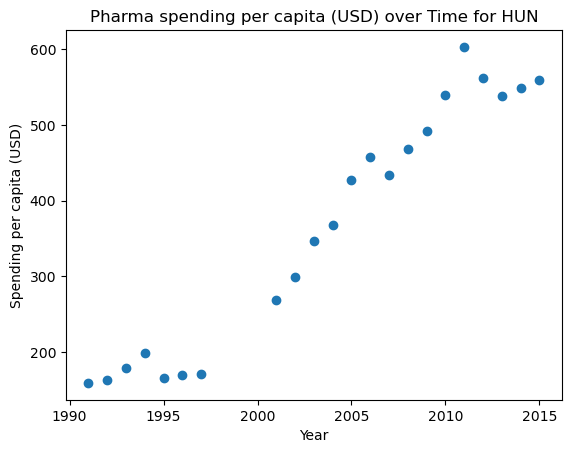 Pharma spending per capita (USD) over Time for HUN
Spending per capita (USD)
600
500
400
300
200
1990 1995 2000 2005 2010 2015
Year